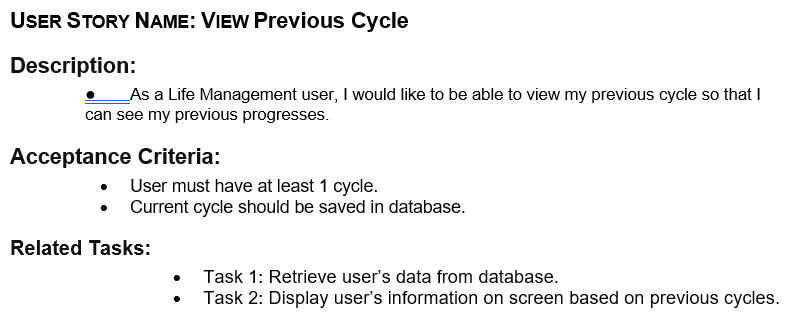 USER STORY NAME: VIEW Previous Cycle
Description:
● As a Life Management user, I would like to be able to view my previous cycle so that I
can see my previous progresses.
Acceptance Criteria:
• User must have at least 1 cycle.
• Current cycle should be saved in database.
Related Tasks:
• Task 1: Retrieve user's data from database.
• Task 2: Display user's information on screen based on previous cycles.